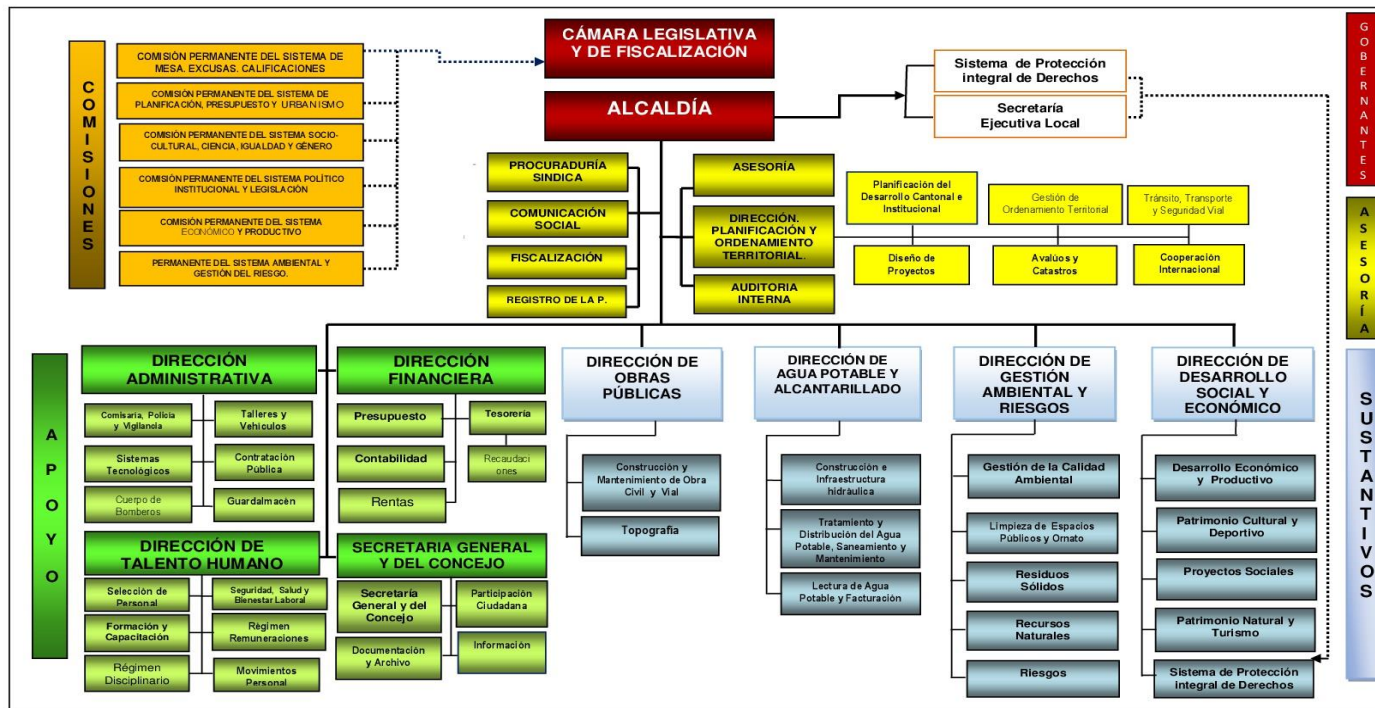 COMISIONES
COMISIÓN PERMANENTE DEL SISTEMA DE
MESA. EXCUSAS. CALIFICACIONES
COMISIÓN PERMANENTE DEL SISTEMA DE
PLANIFICACIÓN, PRESUPUESTO Y URBANISMO
COMISIÓN PERMANENTE DEL SISTEMA SOCIO-
CULTURAL, CIENCIA, IGUALDAD Y GÉNERO
COMISIÓN PERMANENTE DEL SISTEMA POLÍTICO
INSTITUCIONAL Y LEGISLACIÓN
COMISIÓN PERMANENTE DEL SISTEMA
ECONÓMICO Y PRODUCTIVO
PERMANENTE DEL SISTEMA AMBIENTAL Y
GESTIÓN DEL RIESGO.
CÁMARA LEGISLATIVA
Y DE FISCALIZACIÓN
ALCALDÍA
Sistema de Protección
integral de Derechos
Secretaría
Ejecutiva Local
GOBERNANTES
PROCURADURÍA
SINDICA
COMUNICACIÓN
SOCIAL
FISCALIZACIÓN
REGISTRO DE LA P.
ASESORÍA
DIRECCIÓN.
PLANIFICACIÓN Y
ORDENAMIENTO
TERRITORIAL.
AUDITORIA
INTERNA
Planificación del
Desarrollo Cantonal e
Institucional
Gestión de
Ordenamiento Territorial
Tránsito, Transporte
y Seguridad Vial
Diseño de
Proyectos
Avalúos y
Catastros
Cooperación
Internacional
ASESORÍA
APOYO
DIRECCIÓN
ADMINISTRATIVA
Comisaría, Policía
y Vigilancia
Talleres y
Vehículos
Sistemas
Tecnológicos
Contratación
Pública
Cuerpo de
Bomberos
Guardalmacén
DIRECCIÓN
FINANCIERA
Presupuesto
Tesorería
Contabilidad
Recaudaci
ones
Rentas
DIRECCIÓN DE
TALENTO HUMANO
Selección de
Personal
Seguridad, Salud y
Bienestar Laboral
Formación y
Capacitación
Règimen
Remuneraciones
Régimen
Disciplinario
Movimientos
Personal
SECRETARIA GENERAL
Y DEL CONCEJO
Secretaría
General y del
Concejo
Participación
Ciudadana
Documentación
y Archivo
Información
DIRECCIÓN DE
OBRAS
PÚBLICAS
Construcción y
Mantenimiento de Obra
Civil y Vial
Topografía
DIRECCIÓN DE
AGUA POTABLE Y
ALCANTARILLADO
Construcción e
Infraestructura
hidráulica
Tratamiento y
Distribución del Agua
Potable, Saneamiento y
Mantenimiento
Lectura de Agua
Potable y Facturación
DIRECCIÓN DE
GESTIÓN
AMBIENTAL Y
RIESGOS
Gestión de la Calidad
Ambiental
Limpieza de Espacios
Públicos y Ornato
Residuos
Sólidos
Recursos
Naturales
Riesgos
DIRECCIÓN DE
DESARROLLO
SOCIAL Y
ECONÓMICO
Desarrollo Económico
y Productivo
Patrimonio Cultural y
Deportivo
Proyectos Sociales
Patrimonio Natural y
Turismo
Sistema de Protección
integral de Derechos
SUSTANTIVOS